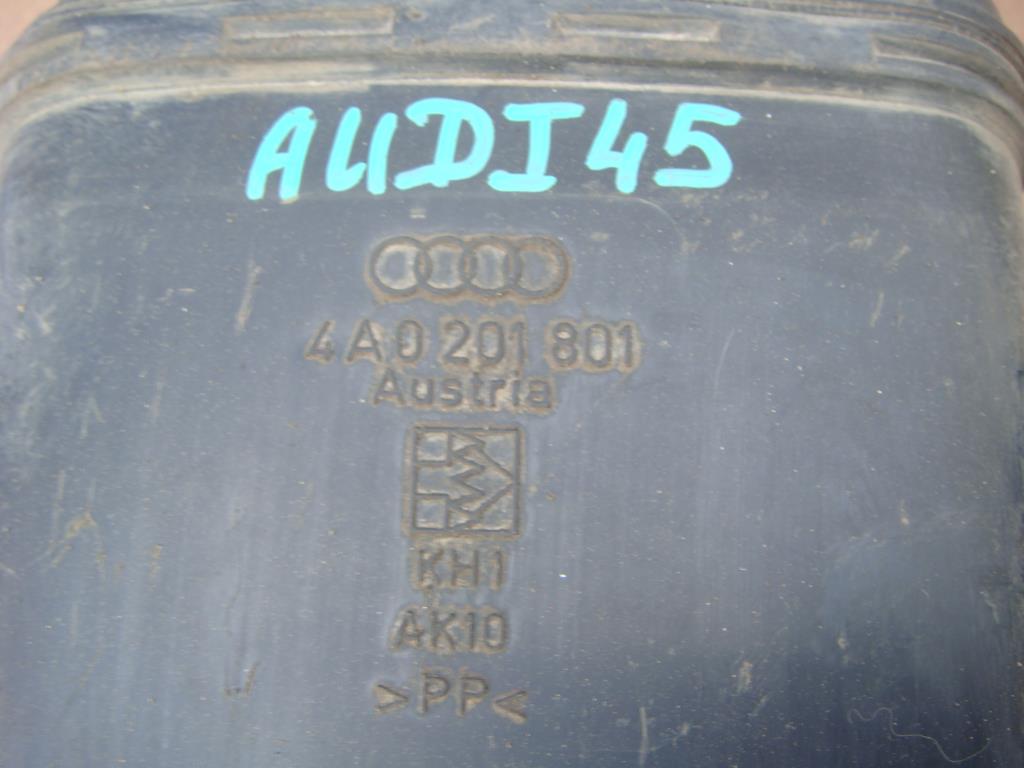 AUDI45
4A0 201 801
Austria
KH1
AK10
>PP<